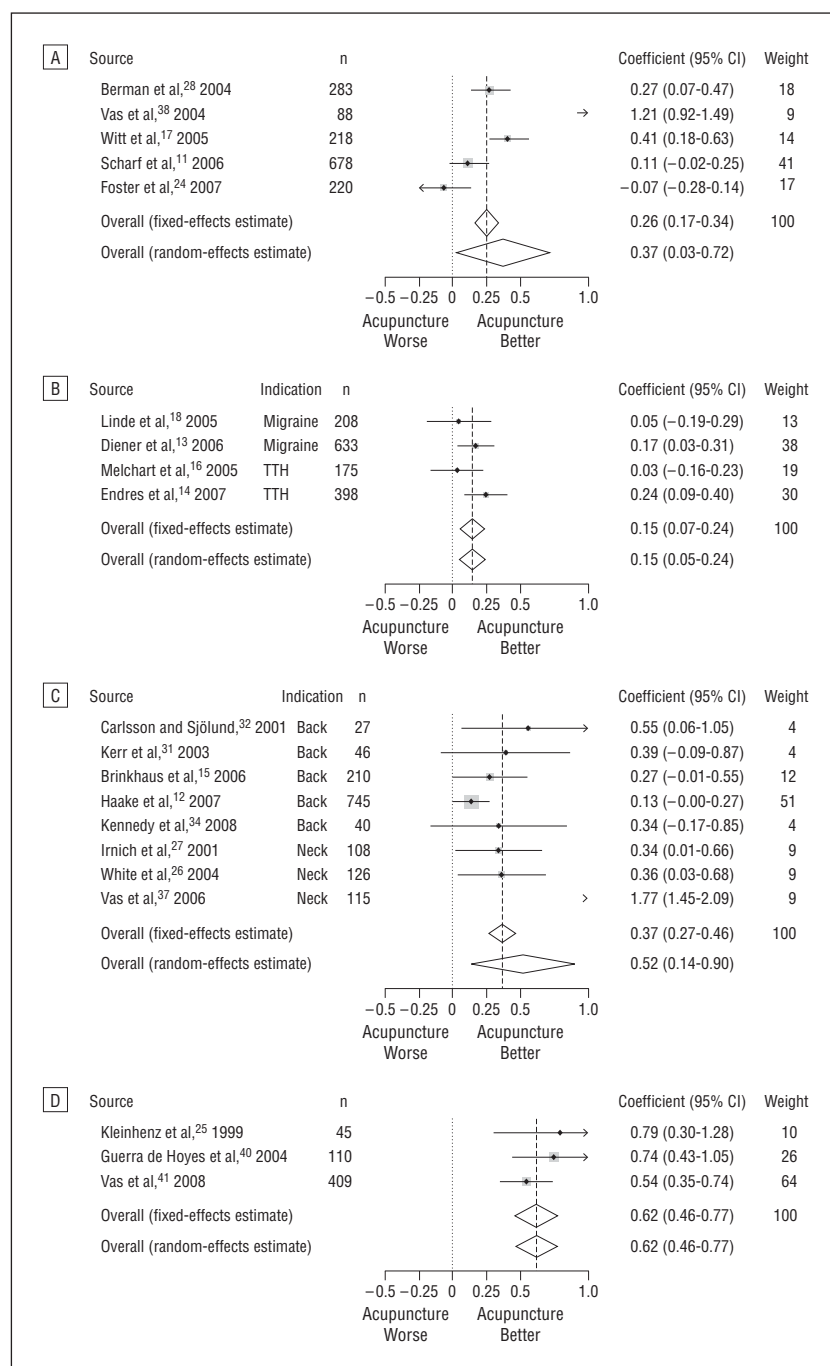 A Source n Coefficient (95% CI) Weight
Berman et al,28 2004 283 0.27 (0.07-0.47) 18
Vas et al,38 2004 88 1.21 (0.92-1.49) 9
Witt et al,17 2005 218 0.41 (0.18-0.63) 14
Scharf et al,11 2006 678 0.11 (−0.02-0.25) 41
Foster et al,24 2007 220 −0.07 (−0.28-0.14) 17
Overall (fixed-effects estimate) 0.26 (0.17-0.34) 100
Overall (random-effects estimate) 0.37 (0.03-0.72)
−0.5 −0.25 0 0.25 0.5 1.0
Acupuncture Acupuncture
Worse Better
B Source Indication n Coefficient (95% CI) Weight
Linde et al,18 2005 Migraine 208 0.05 (−0.19-0.29) 13
Diener et al,13 2006 Migraine 633 0.17 (0.03-0.31) 38
Melchart et al,16 2005 TTH 175 0.03 (−0.16-0.23) 19
Endres et al,14 2007 TTH 398 0.24 (0.09-0.40) 30
Overall (fixed-effects estimate) 0.15 (0.07-0.24) 100
Overall (random-effects estimate) 0.15 (0.05-0.24)
−0.5 −0.25 0 0.25 0.5 1.0
Acupuncture Acupuncture
Worse Better
C Source Indication n Coefficient (95% CI) Weight
Carlsson and Sjölund,32 2001 Back 27 0.55 (0.06-1.05) 4
Kerr et al,31 2003 Back 46 0.39 (−0.09-0.87) 4
Brinkhaus et al,15 2006 Back 210 0.27 (−0.01-0.55) 12
Haake et al,12 2007 Back 745 0.13 (−0.00-0.27) 51
Kennedy et al,34 2008 Back 40 0.34 (−0.17-0.85) 4
Irnich et al,27 2001 Neck 108 0.34 (0.01-0.66) 9
White et al,26 2004 Neck 126 0.36 (0.03-0.68) 9
Vas et al,37 2006 Neck 115 1.77 (1.45-2.09) 9
Overall (fixed-effects estimate) 0.37 (0.27-0.46) 100
Overall (random-effects estimate) 0.52 (0.14-0.90)
−0.5 −0.25 0 0.25 0.5 1.0
Acupuncture Acupuncture
Worse Better
D Source n Coefficient (95% CI) Weight
Kleinhenz et al,25 1999 45 0.79 (0.30-1.28) 10
Guerra de Hoyes et al,40 2004 110 0.74 (0.43-1.05) 26
Vas et al,41 2008 409 0.54 (0.35-0.74) 64
Overall (fixed-effects estimate) 0.62 (0.46-0.77) 100
Overall (random-effects estimate) 0.62 (0.46-0.77)
−0.5 −0.25 0 0.25 0.5 1.0
Acupuncture Acupuncture
Worse Better